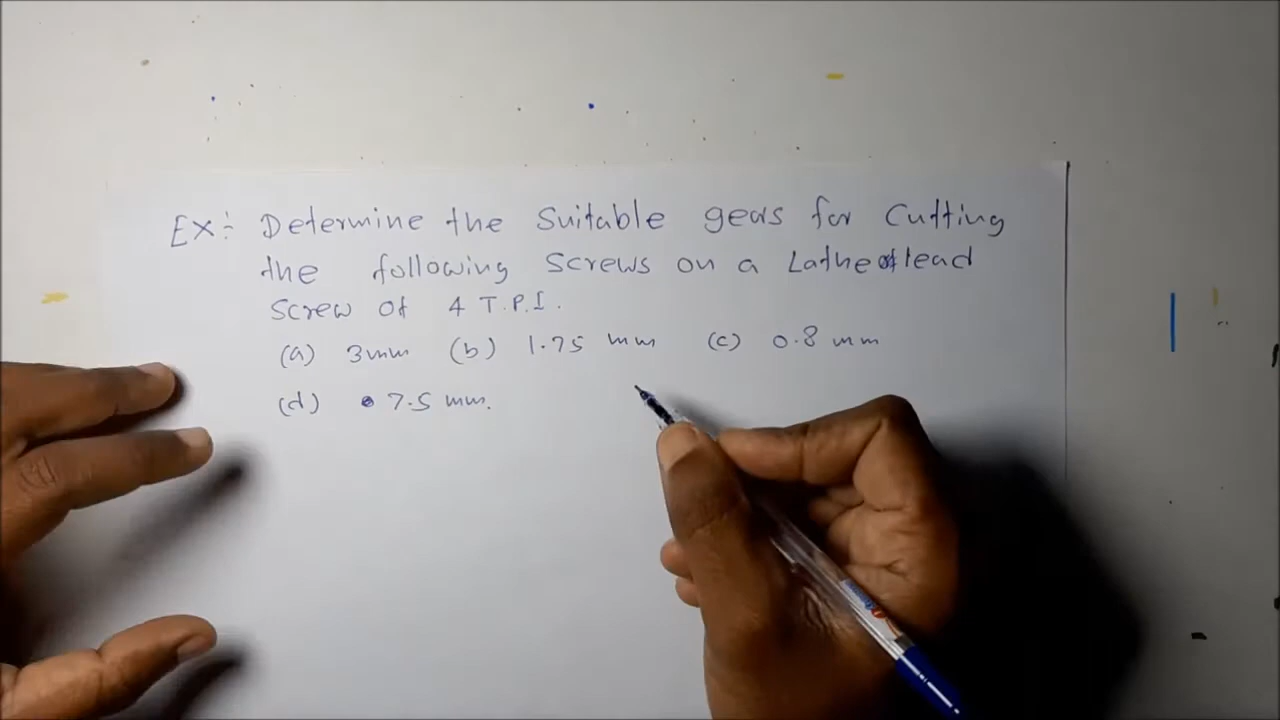 Ex:- Determine the Suitable gears for Cutting
the following Screws on a Lathe of lead
Screw of 4 T.P.I.
(a) 3mm (b) 1.75 mm (c) 0.8 mm
(d) 7.5 mm.